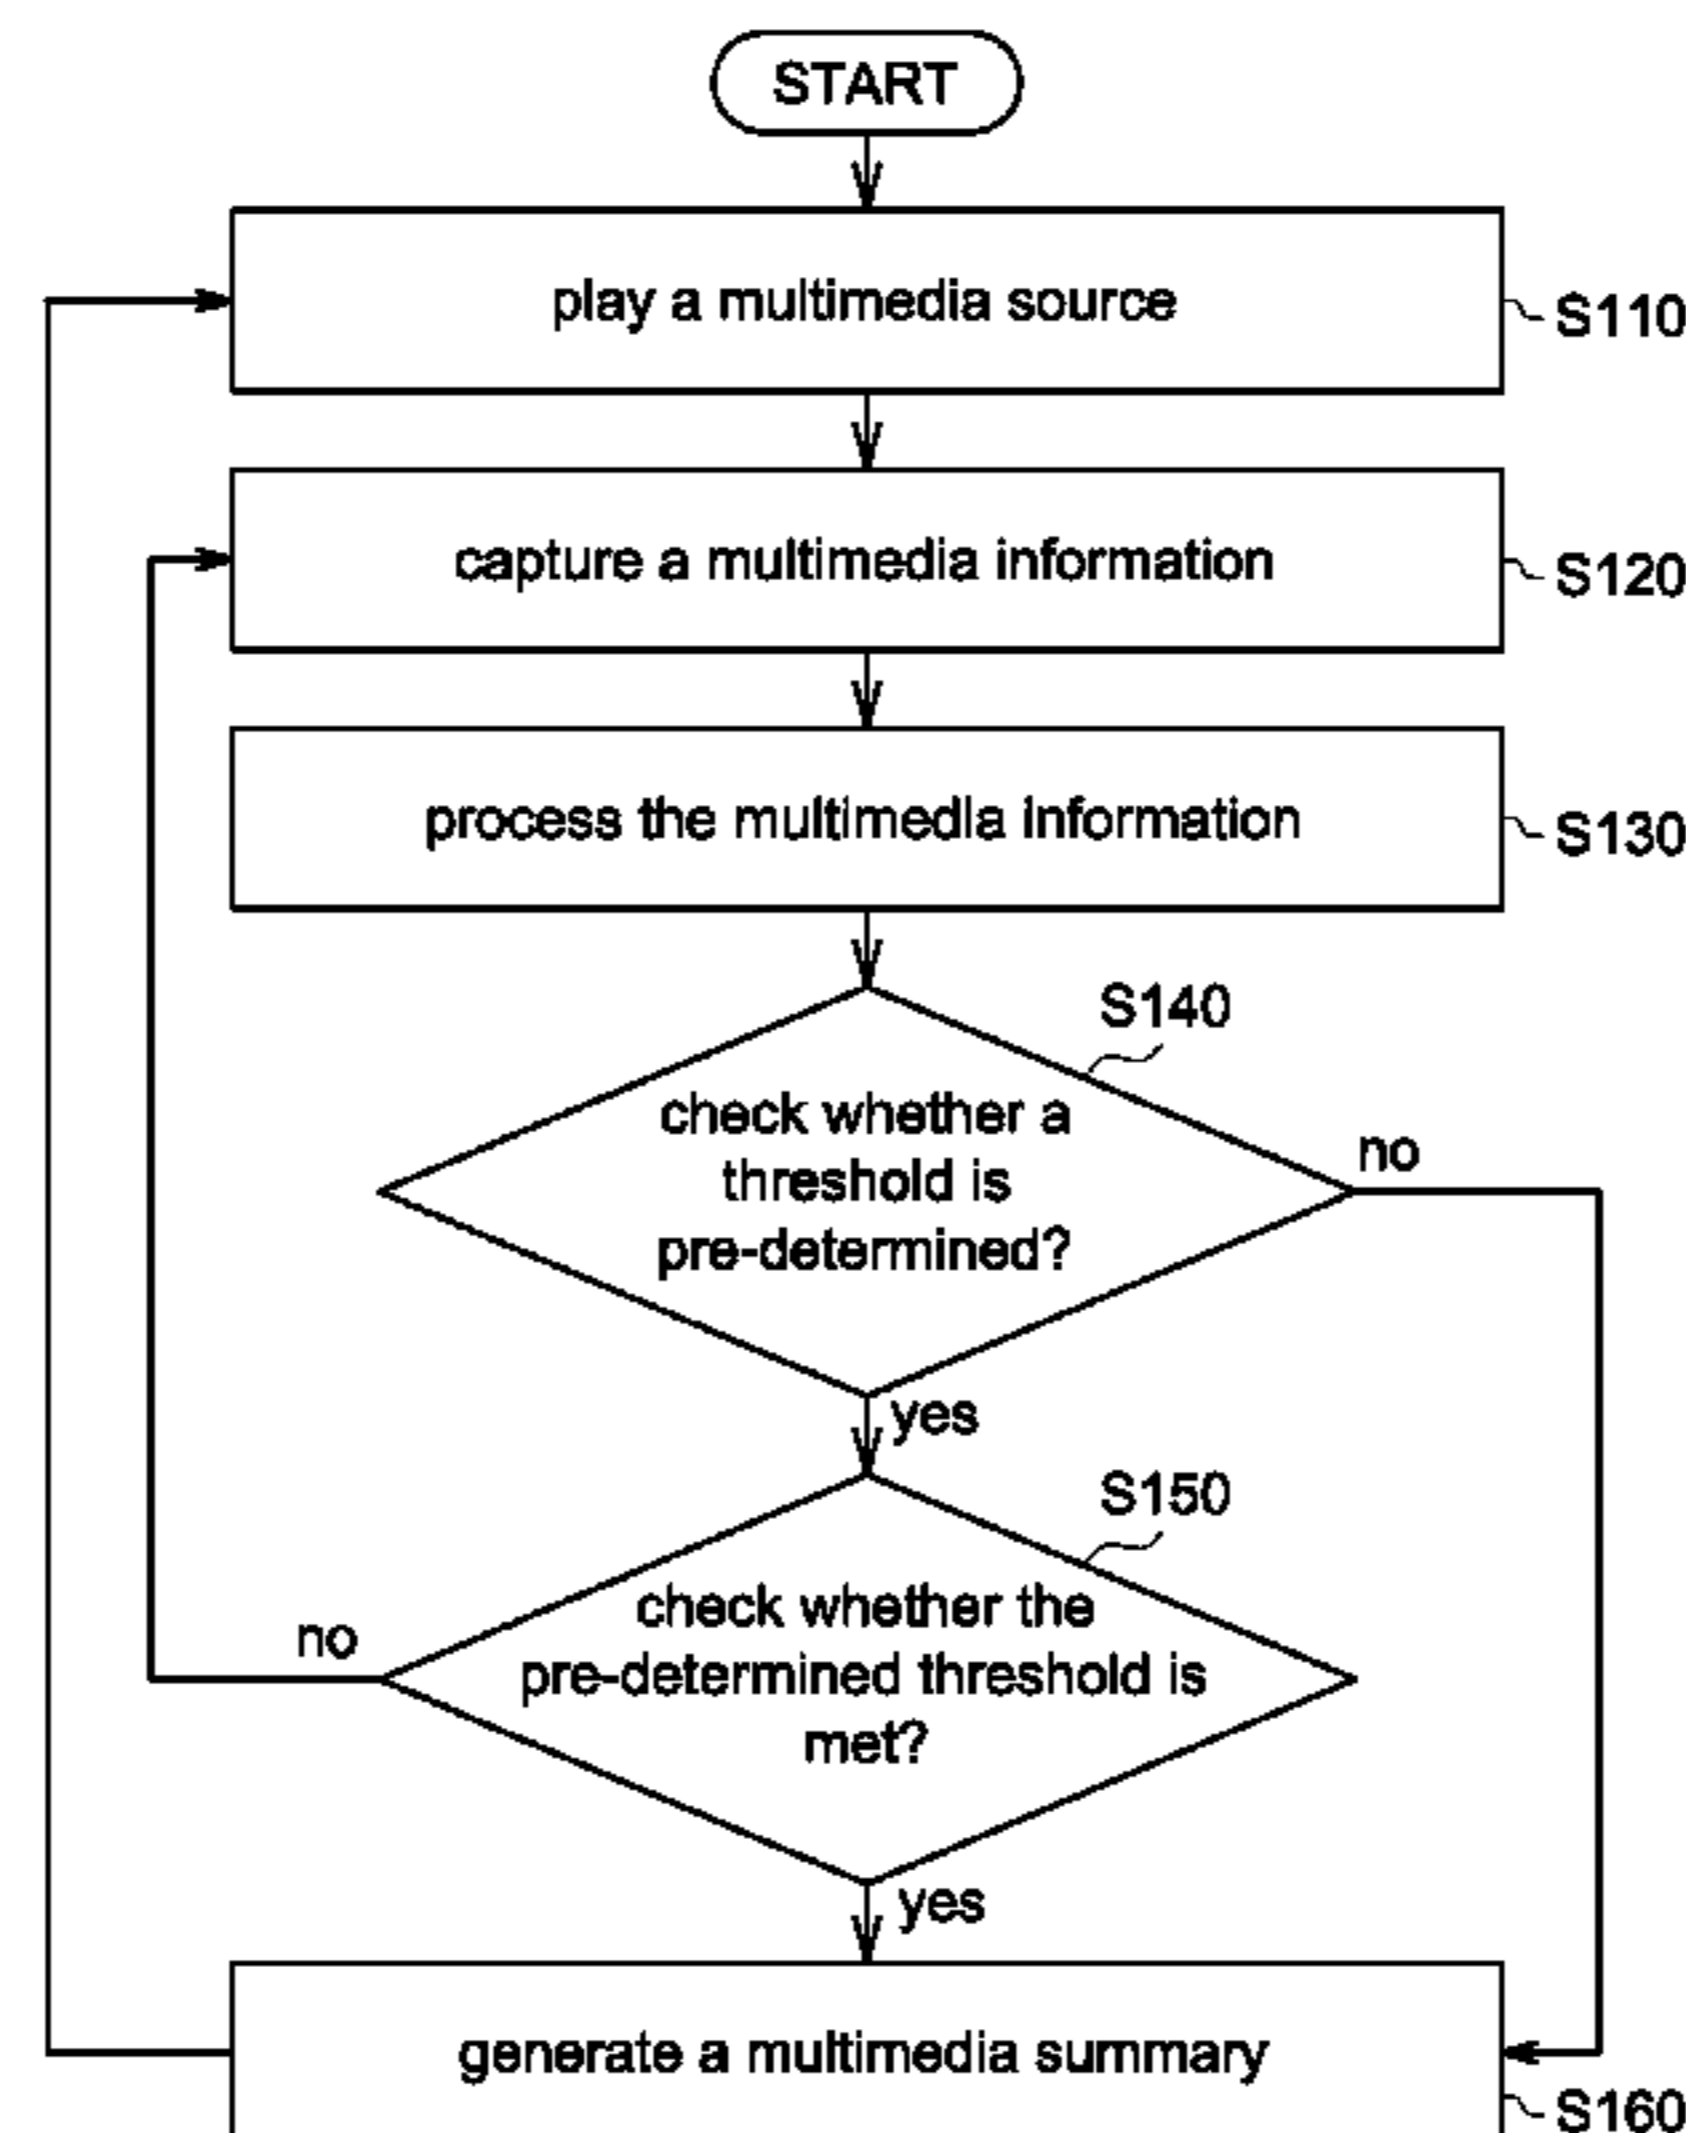 START
play a multimedia source
S110
capture a multimedia information
S120
process the multimedia information
S130
S140
check whether a
threshold is
pre-determined?
no
yes
S150
check whether the
pre-determined threshold is
met?
no
yes
generate a multimedia summary
S160